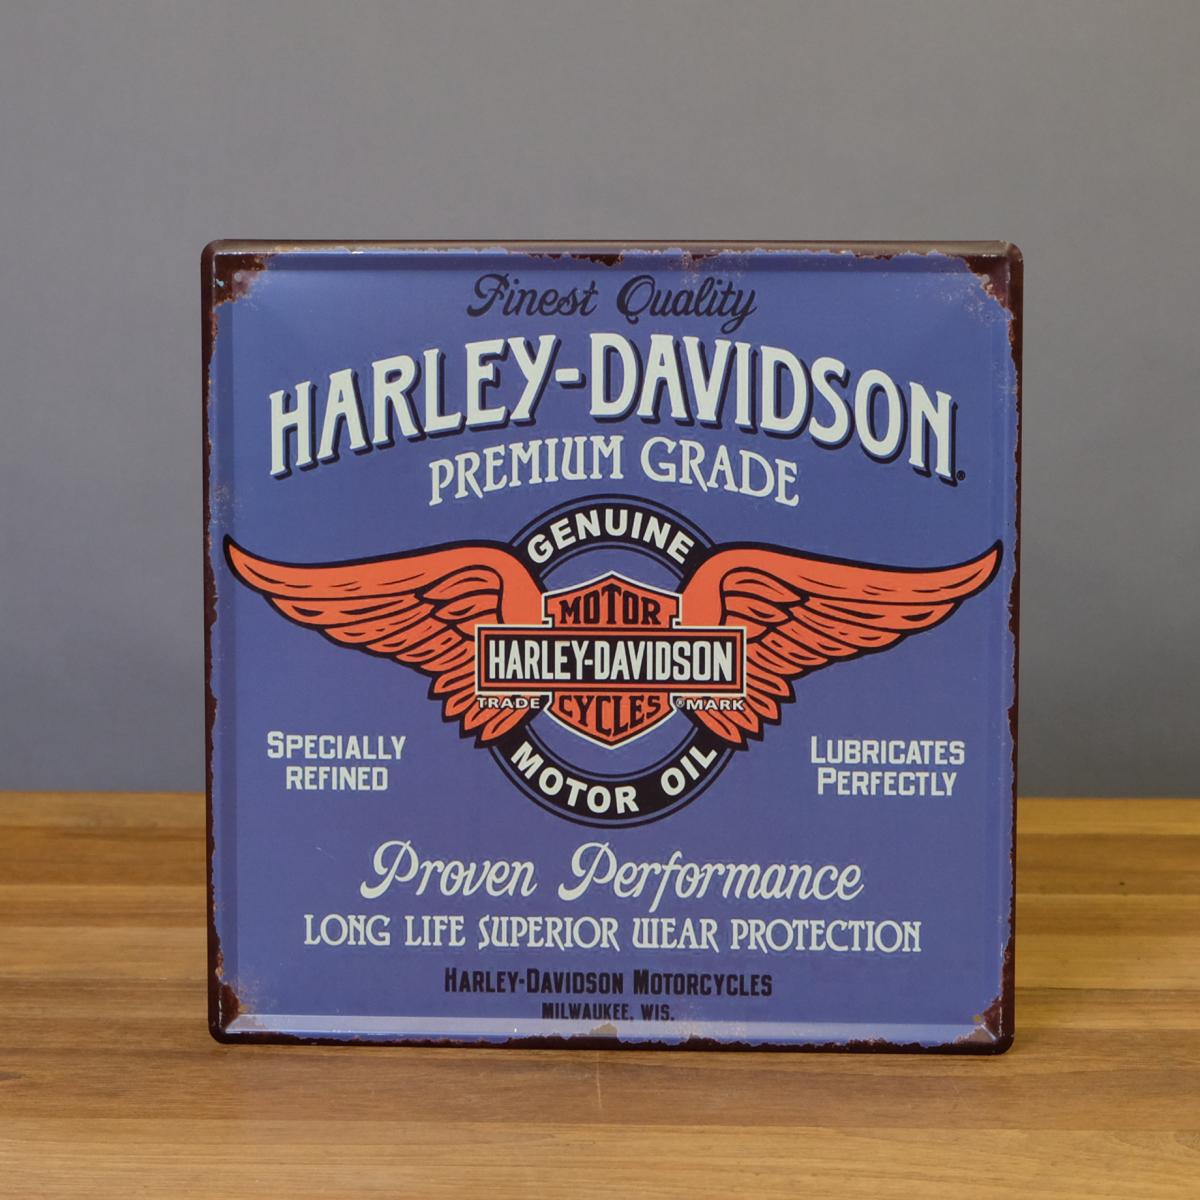 Finest Quality
HARLEY-DAVIDSON®
PREMIUM GRADE
GENUINE
MOTOR
HARLEY-DAVIDSON
TRADE CYCLES ®MARK
MOTOR OIL
SPECIALLY
REFINED
LUBRICATES
PERFECTLY
Proven Performance
LONG LIFE SUPERIOR WEAR PROTECTION
HARLEY-DAVIDSON MOTORCYCLES
MILWAUKEE, WIS.